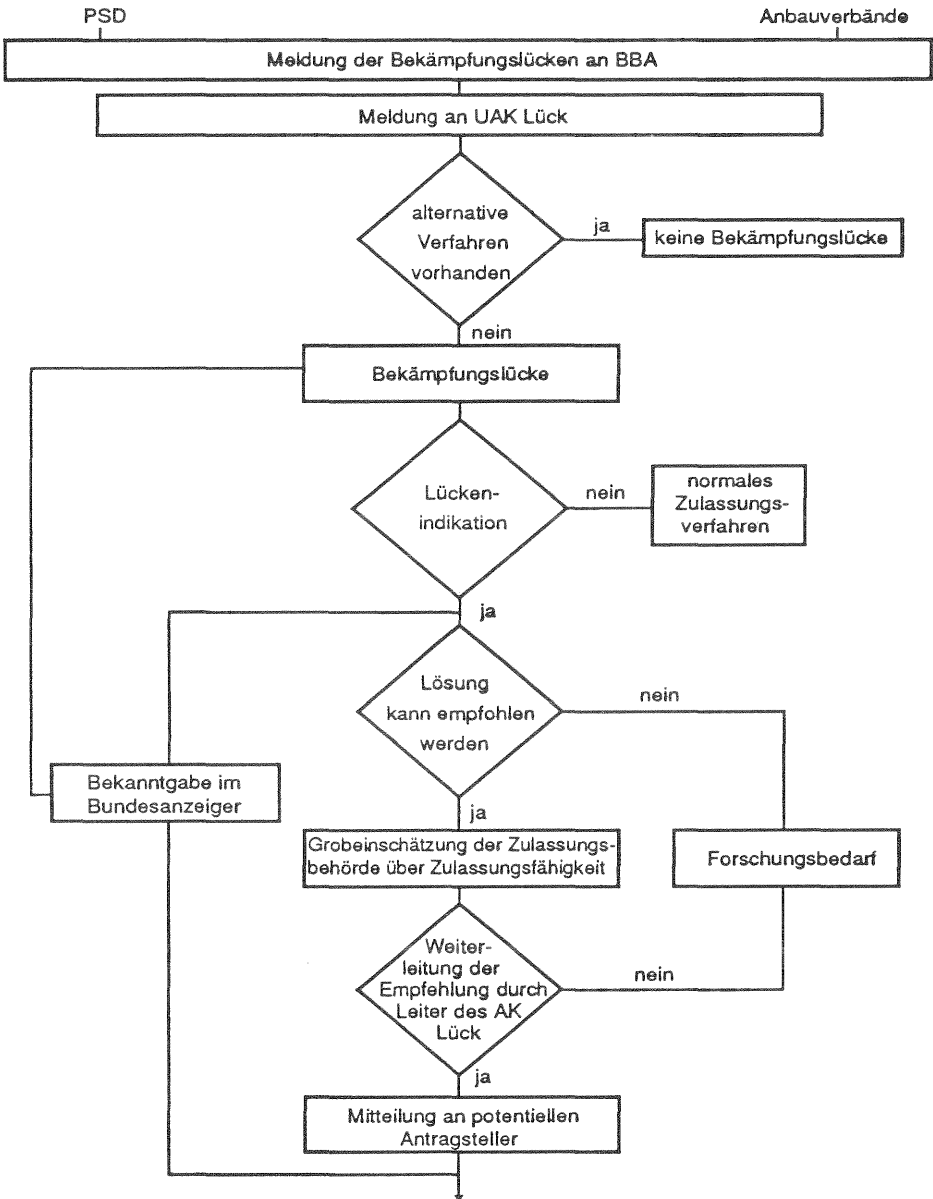 PSD
Anbauverbände
Meldung der Bekämpfungslücken an BBA
Meldung an UAK Lück
alternative
Verfahren
vorhanden
ja
keine Bekämpfungslücke
nein
Bekämpfungslücke
Lücken-
indikation
nein
normales
Zulassungs-
verfahren
ja
Lösung
kann empfohlen
werden
nein
Bekanntgabe im
Bundesanzeiger
ja
Grobeinschätzung der Zulassungs-
behörde über Zulassungsfähigkeit
Forschungsbedarf
Weiter-
leitung der
Empfehlung durch
Leiter des AK
Lück
nein
ja
Mitteilung an potentiellen
Antragsteller